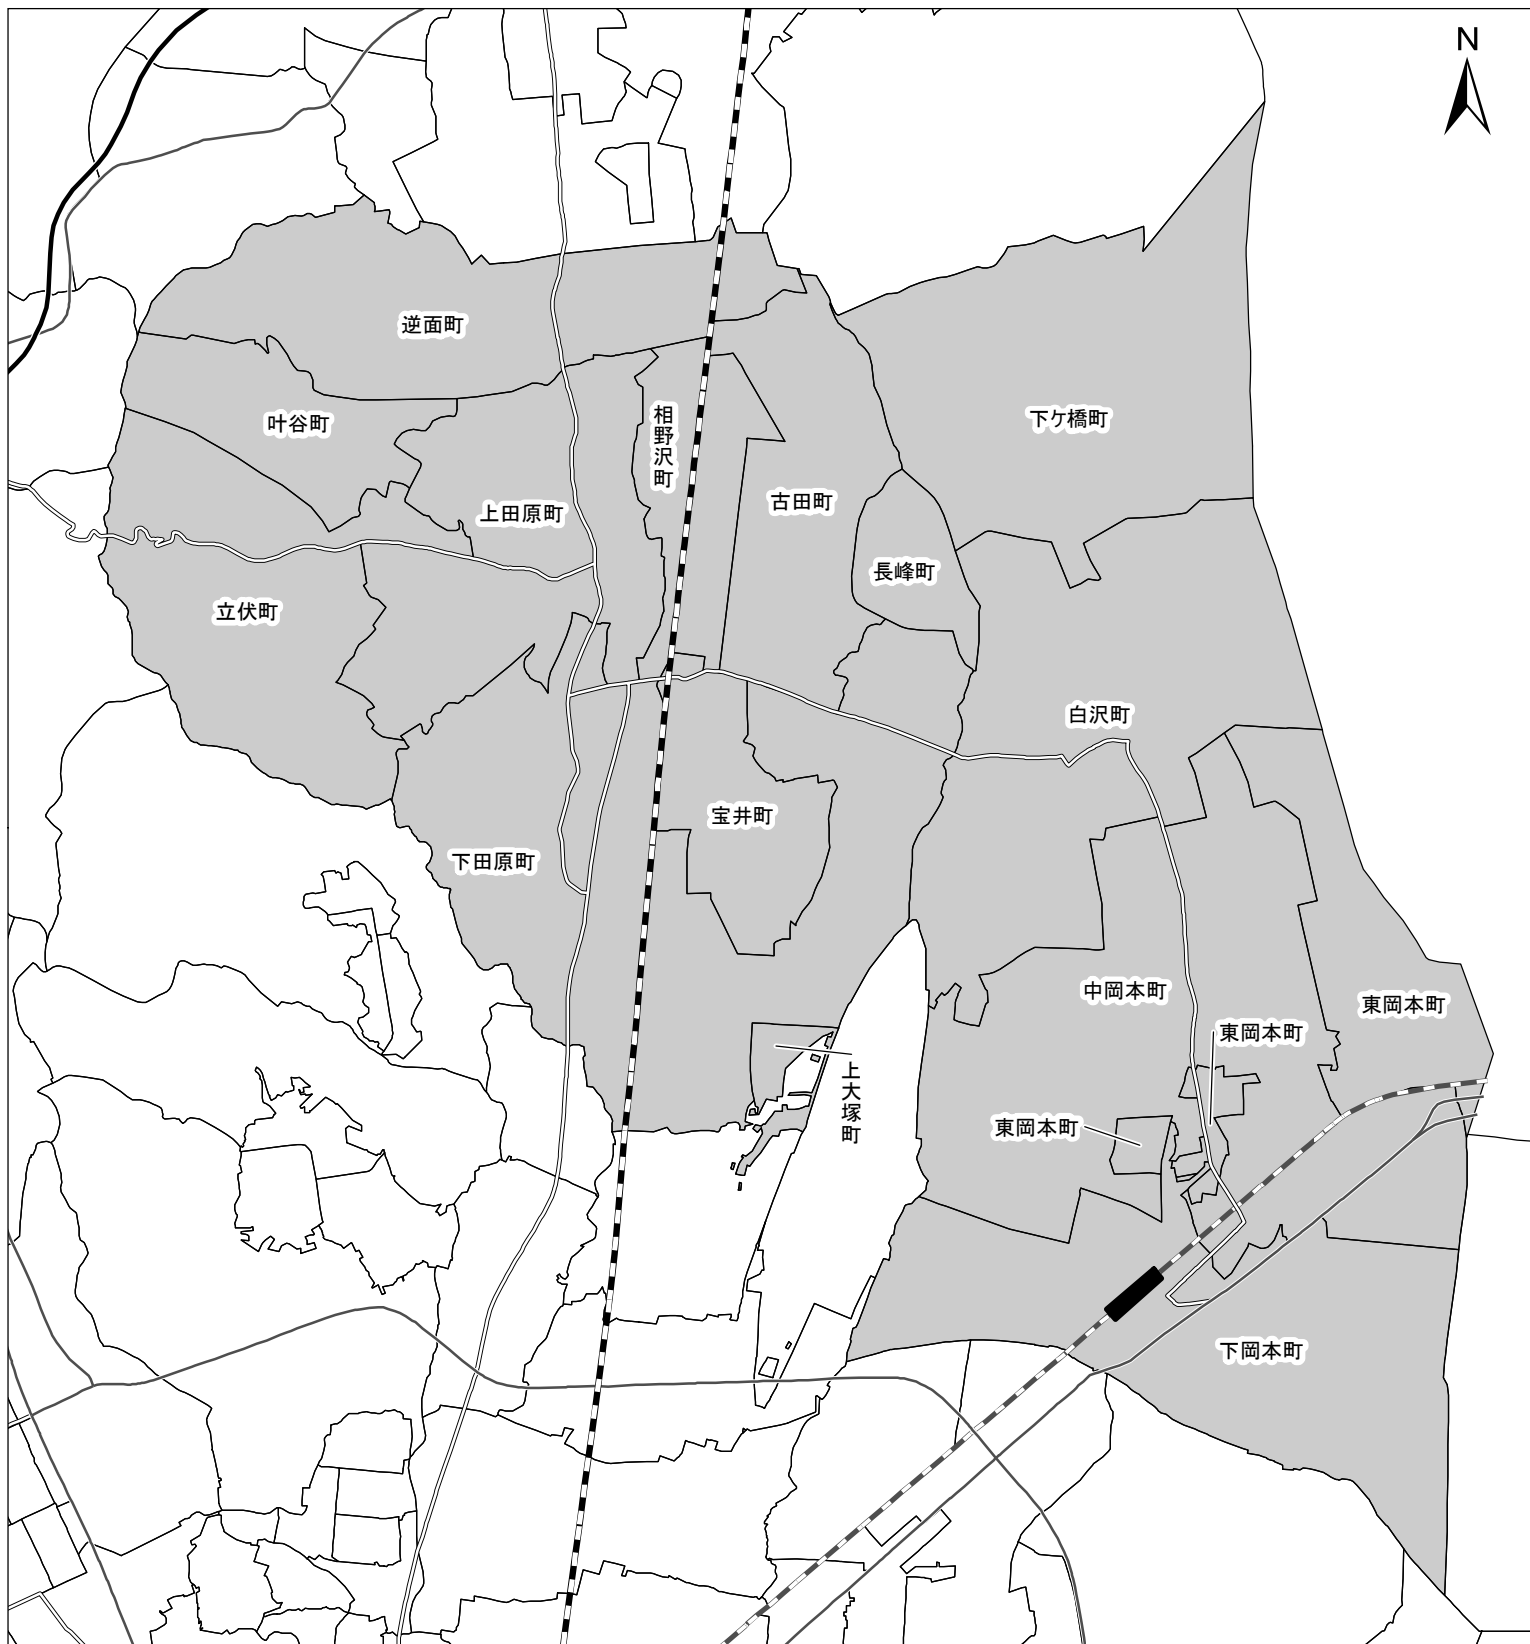 N
逆面町
叶谷町
相野沢町
下ケ橋町
古田町
上田原町
長峰町
立伏町
白沢町
宝井町
下田原町
中岡本町
東岡本町
東岡本町
上大塚町
東岡本町
下岡本町